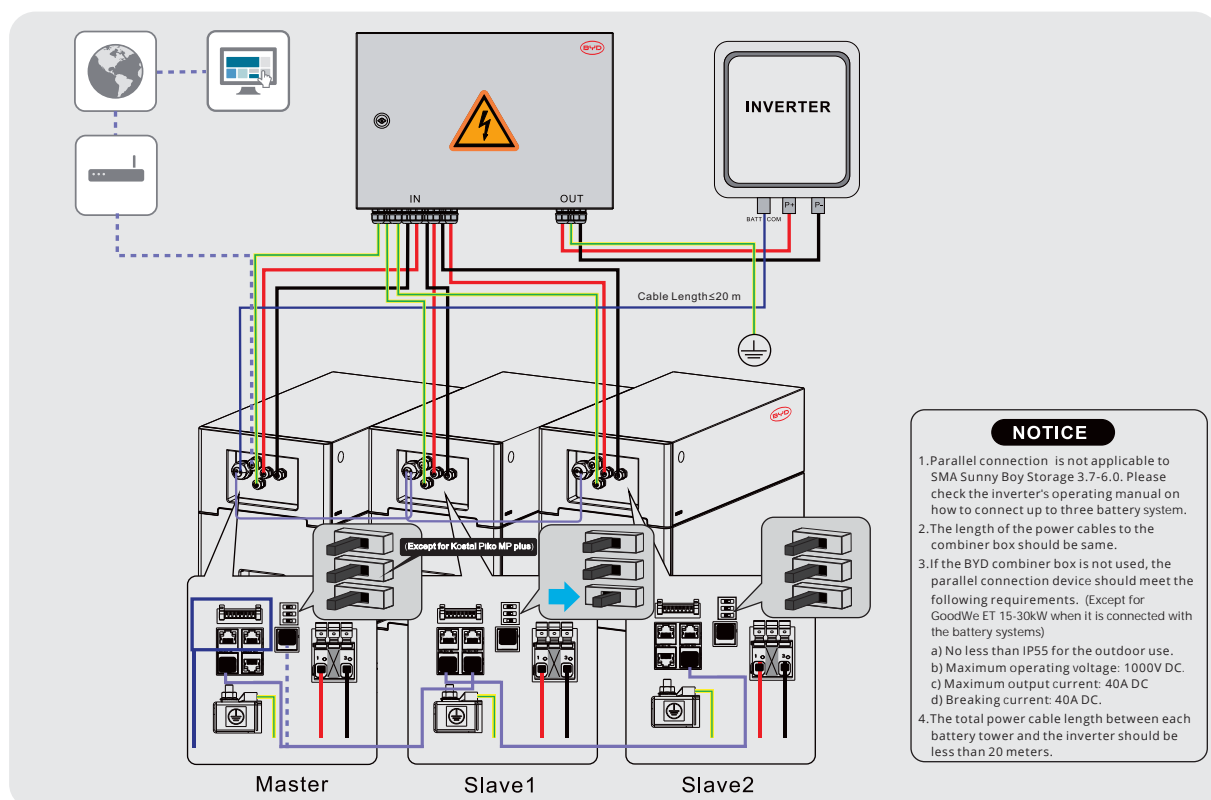 BYD
INVERTER
IN
OUT
P+
P-
BATT COM
Cable Length≤20 m
BYD
(Except for Kostal Piko MP plus)
Master
Slave1
Slave2
NOTICE
1.Parallel connection is not applicable to
SMA Sunny Boy Storage 3.7-6.0. Please
check the inverter's operating manual on
how to connect up to three battery system.
2.The length of the power cables to the
combiner box should be same.
3.If the BYD combiner box is not used, the
parallel connection device should meet the
following requirements. (Except for
GoodWe ET 15-30kW when it is connected with
the battery systems)
a) No less than IP55 for the outdoor use.
b) Maximum operating voltage: 1000V DC.
c) Maximum output current: 40A DC
d) Breaking current: 40A DC.
4.The total power cable length between each
battery tower and the inverter should be
less than 20 meters.